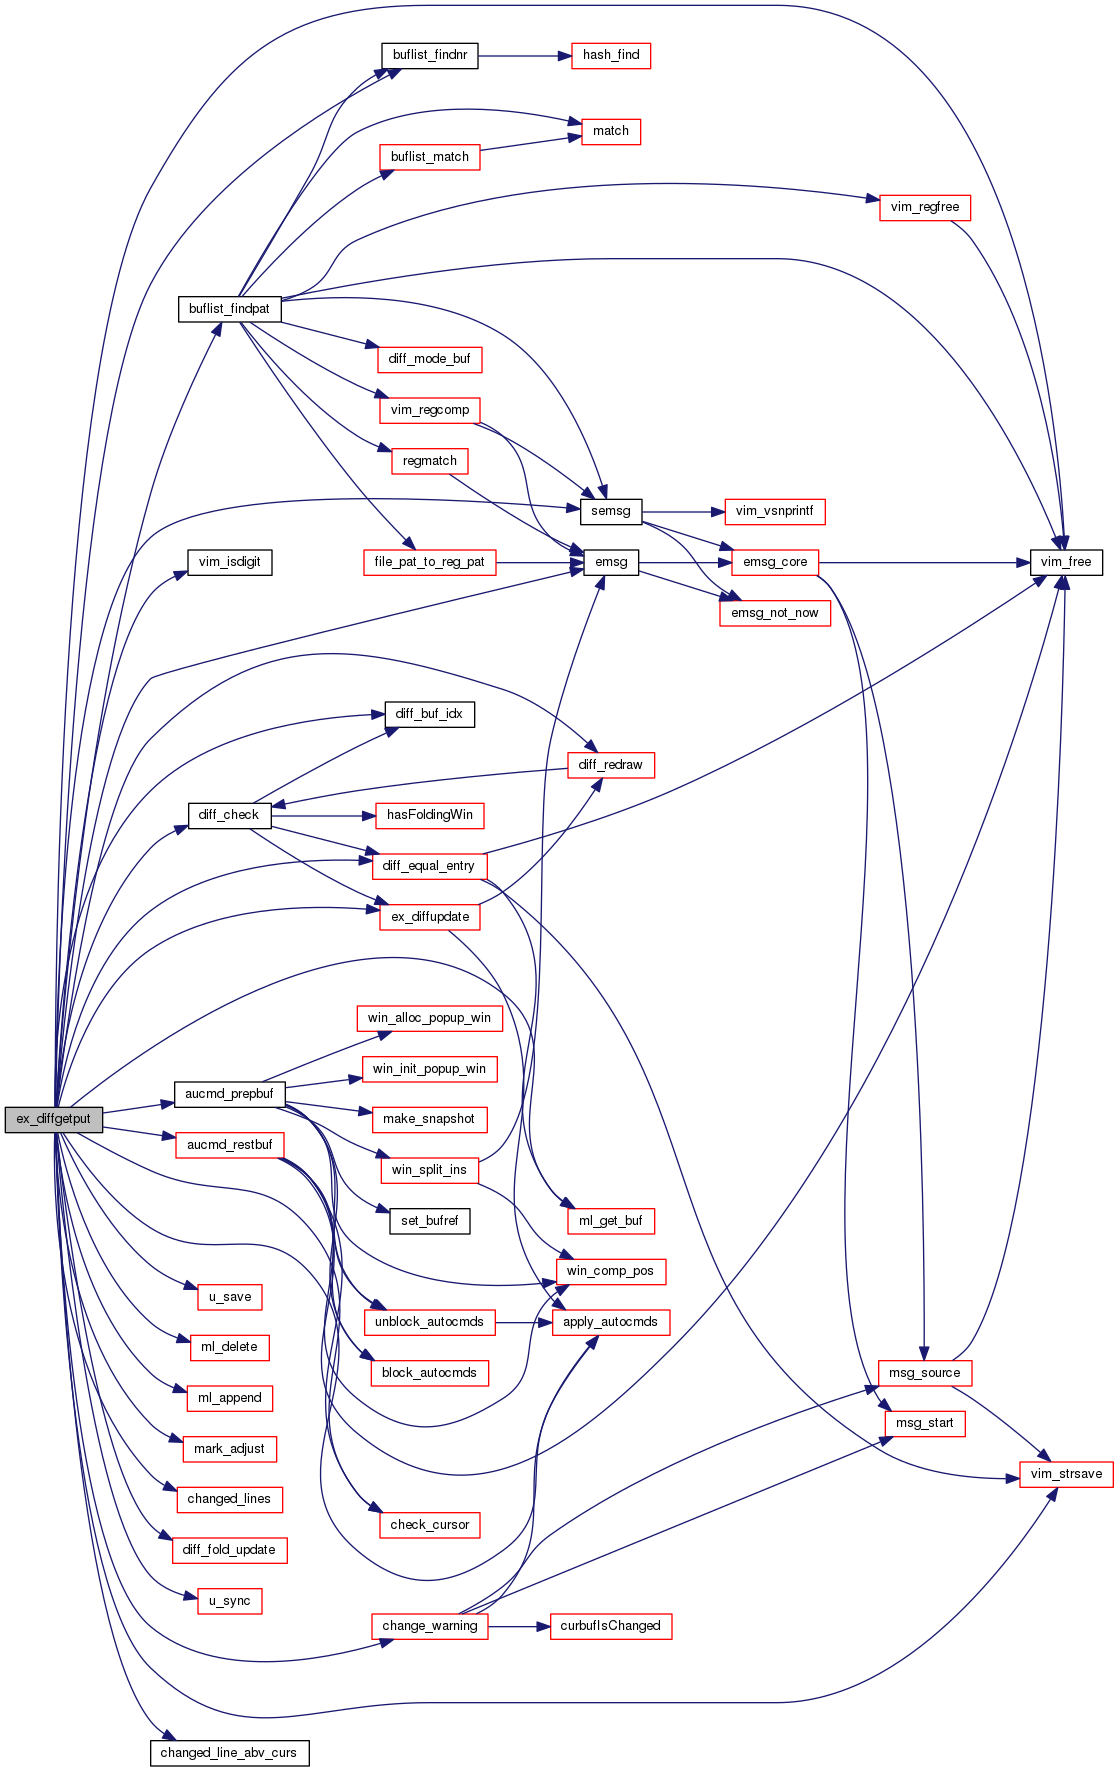 buflist_findnr
hash_find
match
buflist_match
vim_regfree
buflist_findpat
diff_mode_buf
vim_regcomp
regmatch
semsg
vim_vsnprintf
vim_isdigit
file_pat_to_reg_pat
emsg
emsg_core
vim_free
emsg_not_now
diff_buf_idx
diff_redraw
diff_check
hasFoldingWin
diff_equal_entry
ex_diffupdate
win_alloc_popup_win
win_init_popup_win
aucmd_prepbuf
ex_diffgetput
make_snapshot
aucmd_restbuf
win_split_ins
set_bufref
ml_get_buf
win_comp_pos
u_save
unblock_autocmds
apply_autocmds
ml_delete
block_autocmds
msg_source
ml_append
msg_start
mark_adjust
vim_strsave
changed_lines
check_cursor
diff_fold_update
u_sync
change_warning
curbufIsChanged
changed_line_abv_curs